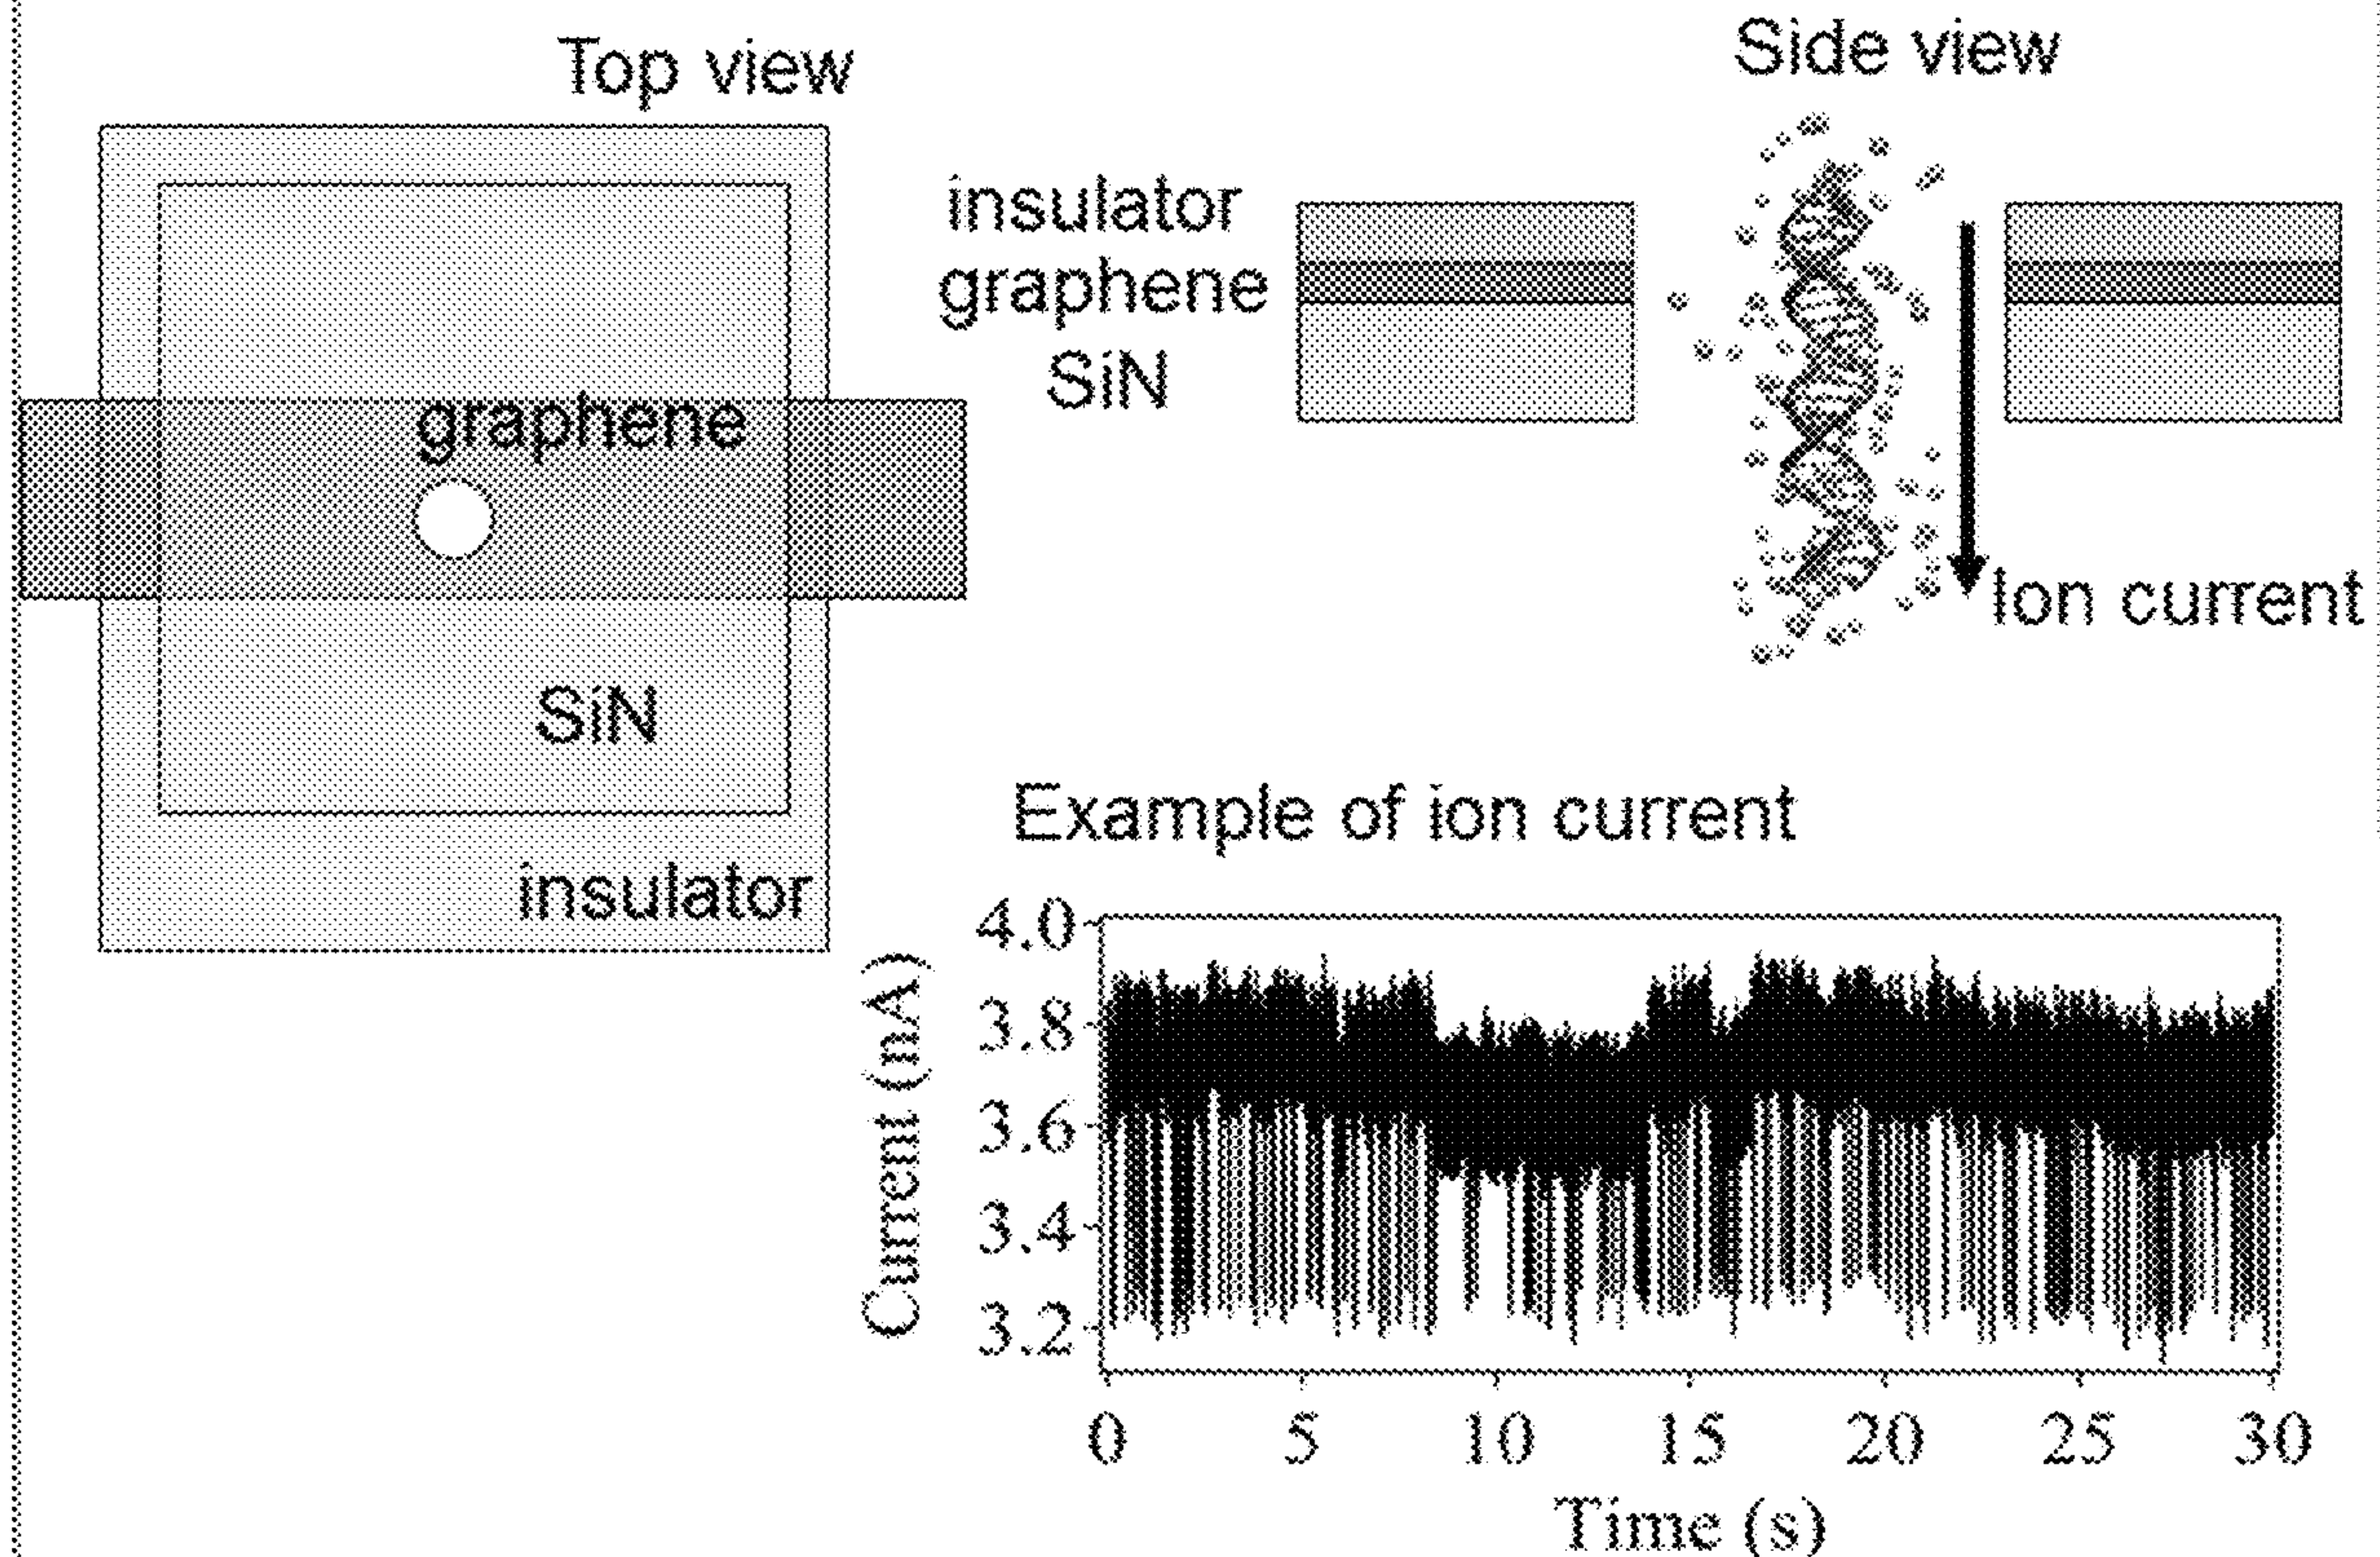 Top view
graphene
SiN
insulator
Side view
insulator
graphene
SiN
Ion current
Example of ion current
Current (nA)
4.0
3.8
3.6
3.4
3.2
0 5 10 15 20 25 30
Time (s)